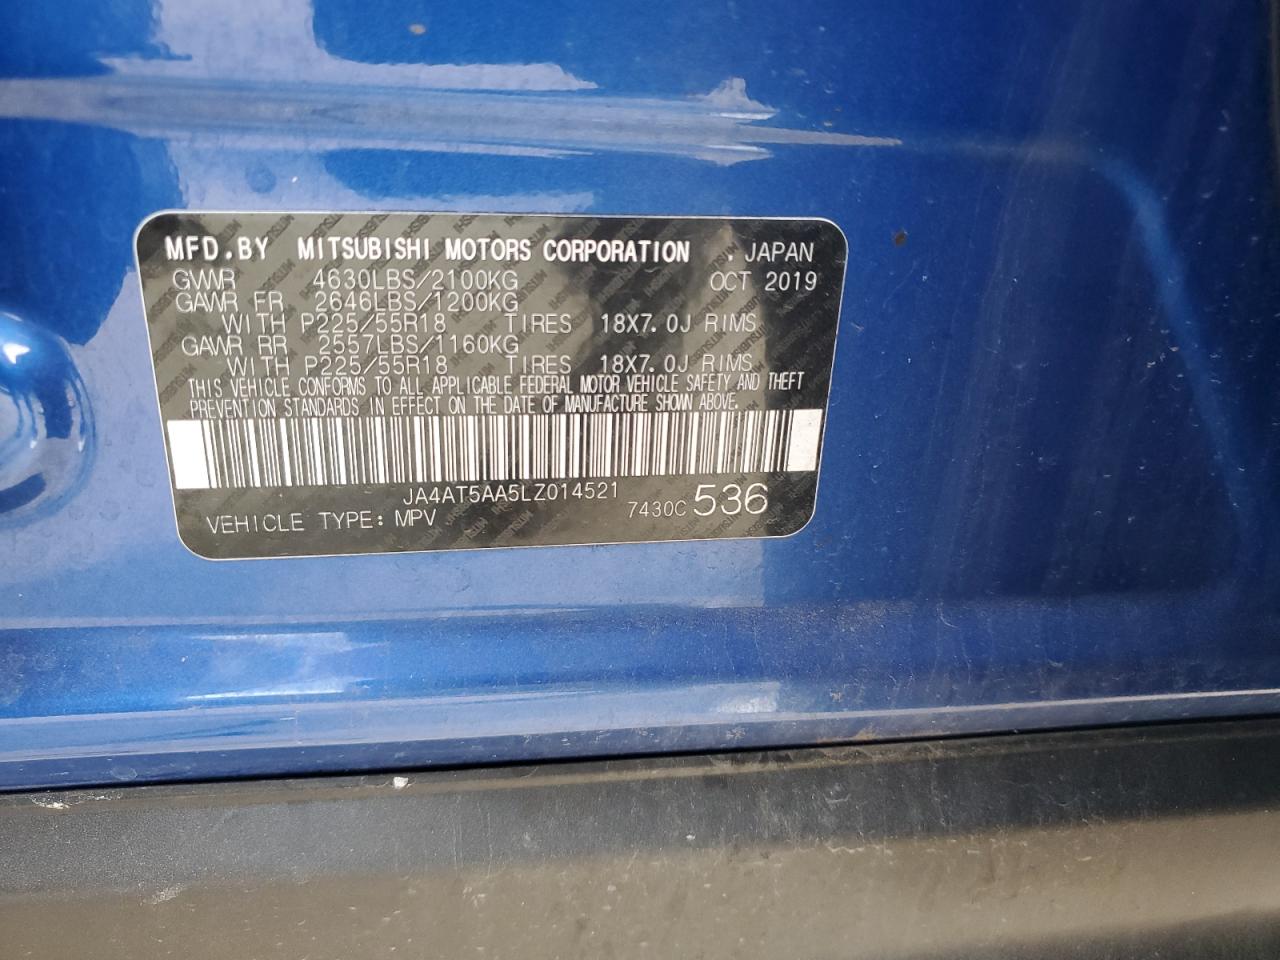 MFD.BY MITSUBISHI MOTORS CORPORATION , JAPAN
GVWR 4630LBS/2100KG OCT 2019
GAWR FR 2646LBS/1200KG
WITH P225/55R18 TIRES 18X7.0J RIMS
GAWR RR 2557LBS/1160KG
WITH P225/55R18 TIRES 18X7.0J RIMS
THIS VEHICLE CONFORMS TO ALL APPLICABLE FEDERAL MOTOR VEHICLE SAFETY AND THEFT
PREVENTION STANDARDS IN EFFECT ON THE DATE OF MANUFACTURE SHOWN ABOVE.
JA4AT5AA5LZ014521
VEHICLE TYPE: MPV 7430C 536